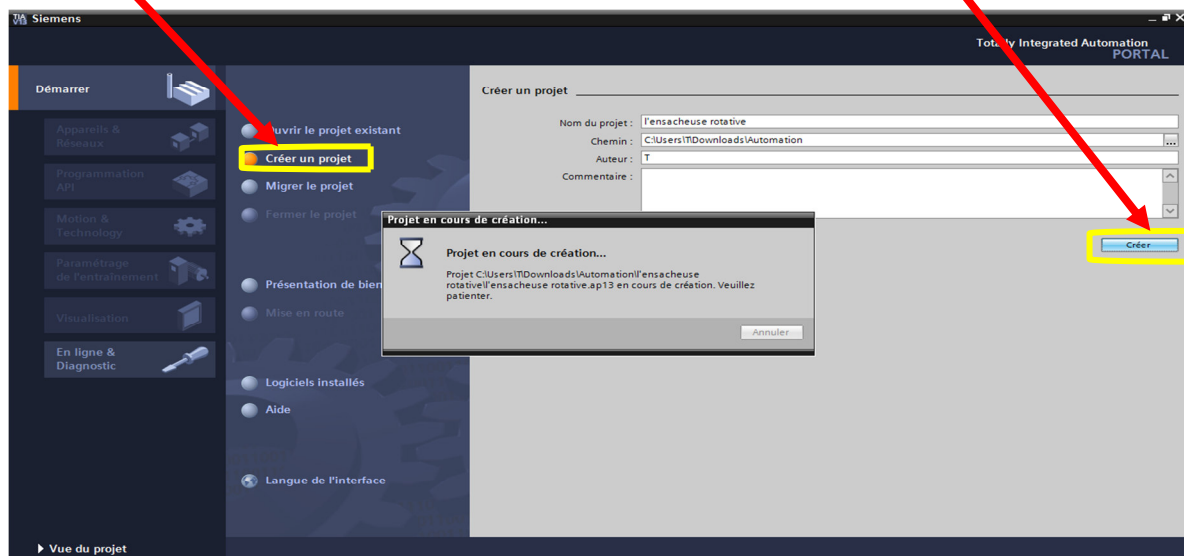 TIA V13 Siemens
Totally Integrated Automation
PORTAL
Démarrer
Appareils &
Réseaux
Programmation
API
Motion &
Technology
Paramétrage
de l'entraînement
Visualisation
En ligne &
Diagnostic
Vue du projet
Ouvrir le projet existant
Créer un projet
Migrer le projet
Fermer le projet
Présentation de bien
Mise en route
Logiciels installés
Aide
Langue de l'interface
Créer un projet
Nom du projet : l'ensacheuse rotative
Chemin : C:\Users\T\Downloads\Automation
...
Auteur : T
Commentaire :
Créer
Projet en cours de création...
Projet en cours de création...
Projet C:\Users\T\Downloads\Automation\l'ensacheuse
rotative\l'ensacheuse rotative.ap13 en cours de création. Veuillez
patienter.
Annuler